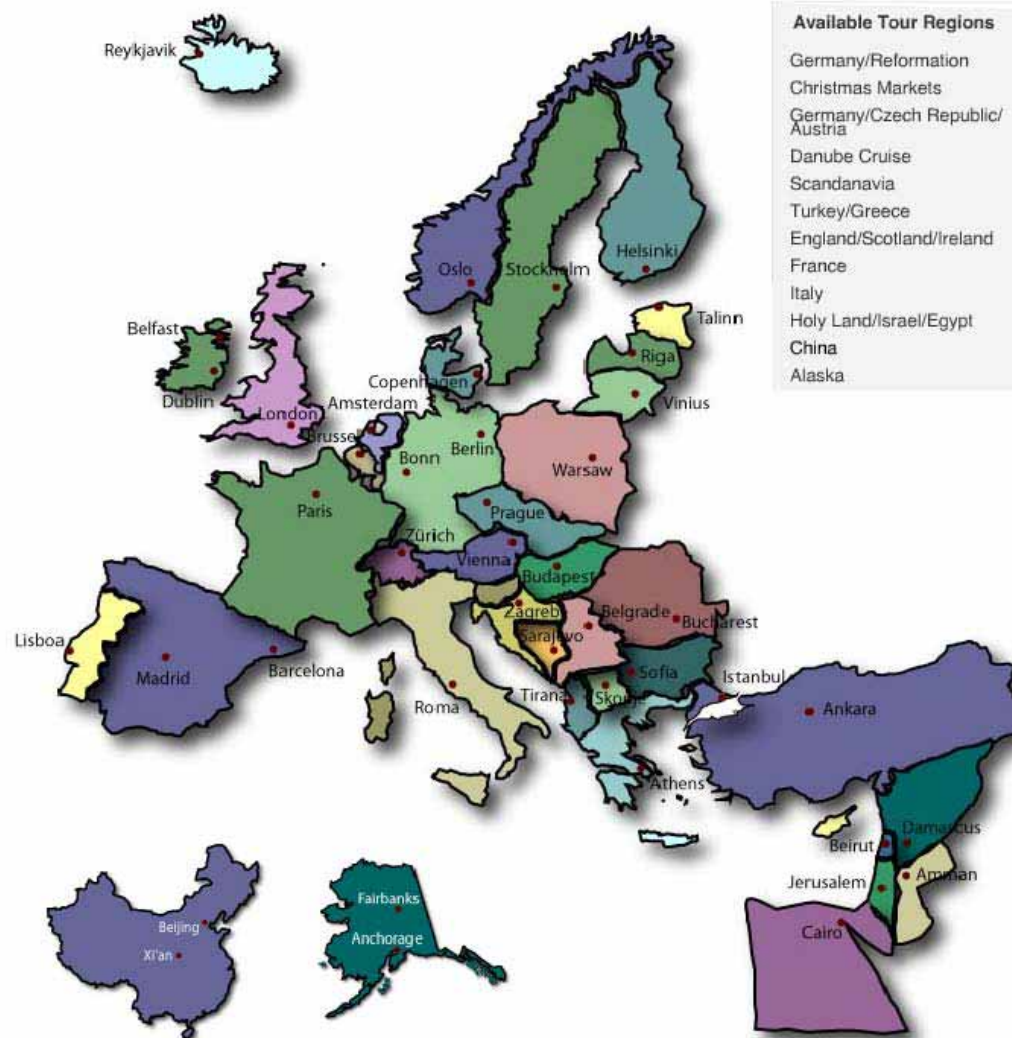 Available Tour Regions
Germany/Reformation
Christmas Markets
Germany/Czech Republic/
Austria
Danube Cruise
Scandanavia
Turkey/Greece
England/Scotland/Ireland
France
Italy
Holy Land/Israel/Egypt
China
Alaska
Reykjavik
Helsinki
Oslo
Stockholm
Talinn
Belfast
Riga
Copenhagen
Dublin
Vinius
Amsterdam
London
Brussel
Berlin
Bonn
Warsaw
Paris
Prague
Zürich
Vienna
Budapest
Zagreb
Belgrade
Bucharest
Sarajevo
Lisboa
Madrid
Barcelona
Sofia
Istanbul
Roma
Tirana
Skopje
Ankara
Athens
Damascus
Beirut
Amman
Jerusalem
Cairo
Fairbanks
Beijing
Anchorage
Xi'an